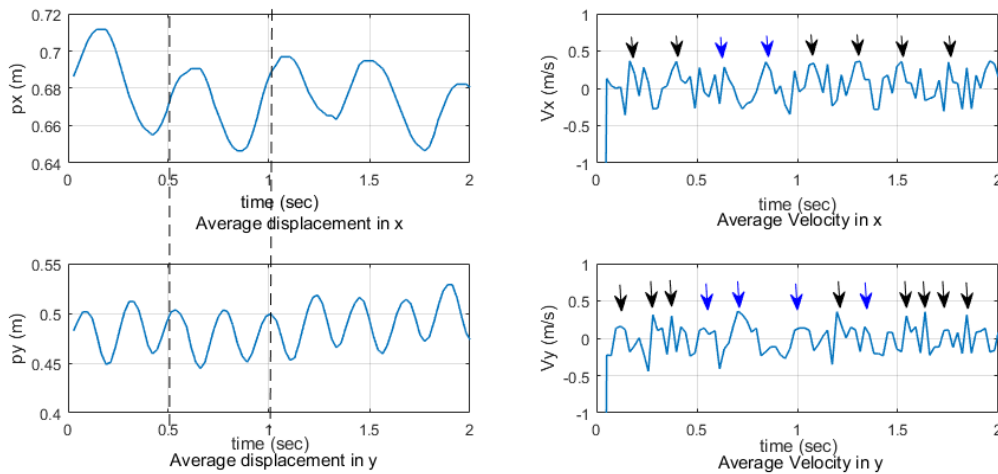 0.72
0.7
0.68
0.66
0.64
px (m)
0 0.5 1 1.5 2
time (sec)
Average displacement in x
1
0.5
0
-0.5
-1
Vx (m/s)
0 0.5 1 1.5 2
time (sec)
Average Velocity in x
0.55
0.5
0.45
0.4
py (m)
0 0.5 1 1.5 2
time (sec)
Average displacement in y
1
0.5
0
-0.5
-1
Vy (m/s)
0 0.5 1 1.5 2
time (sec)
Average Velocity in y